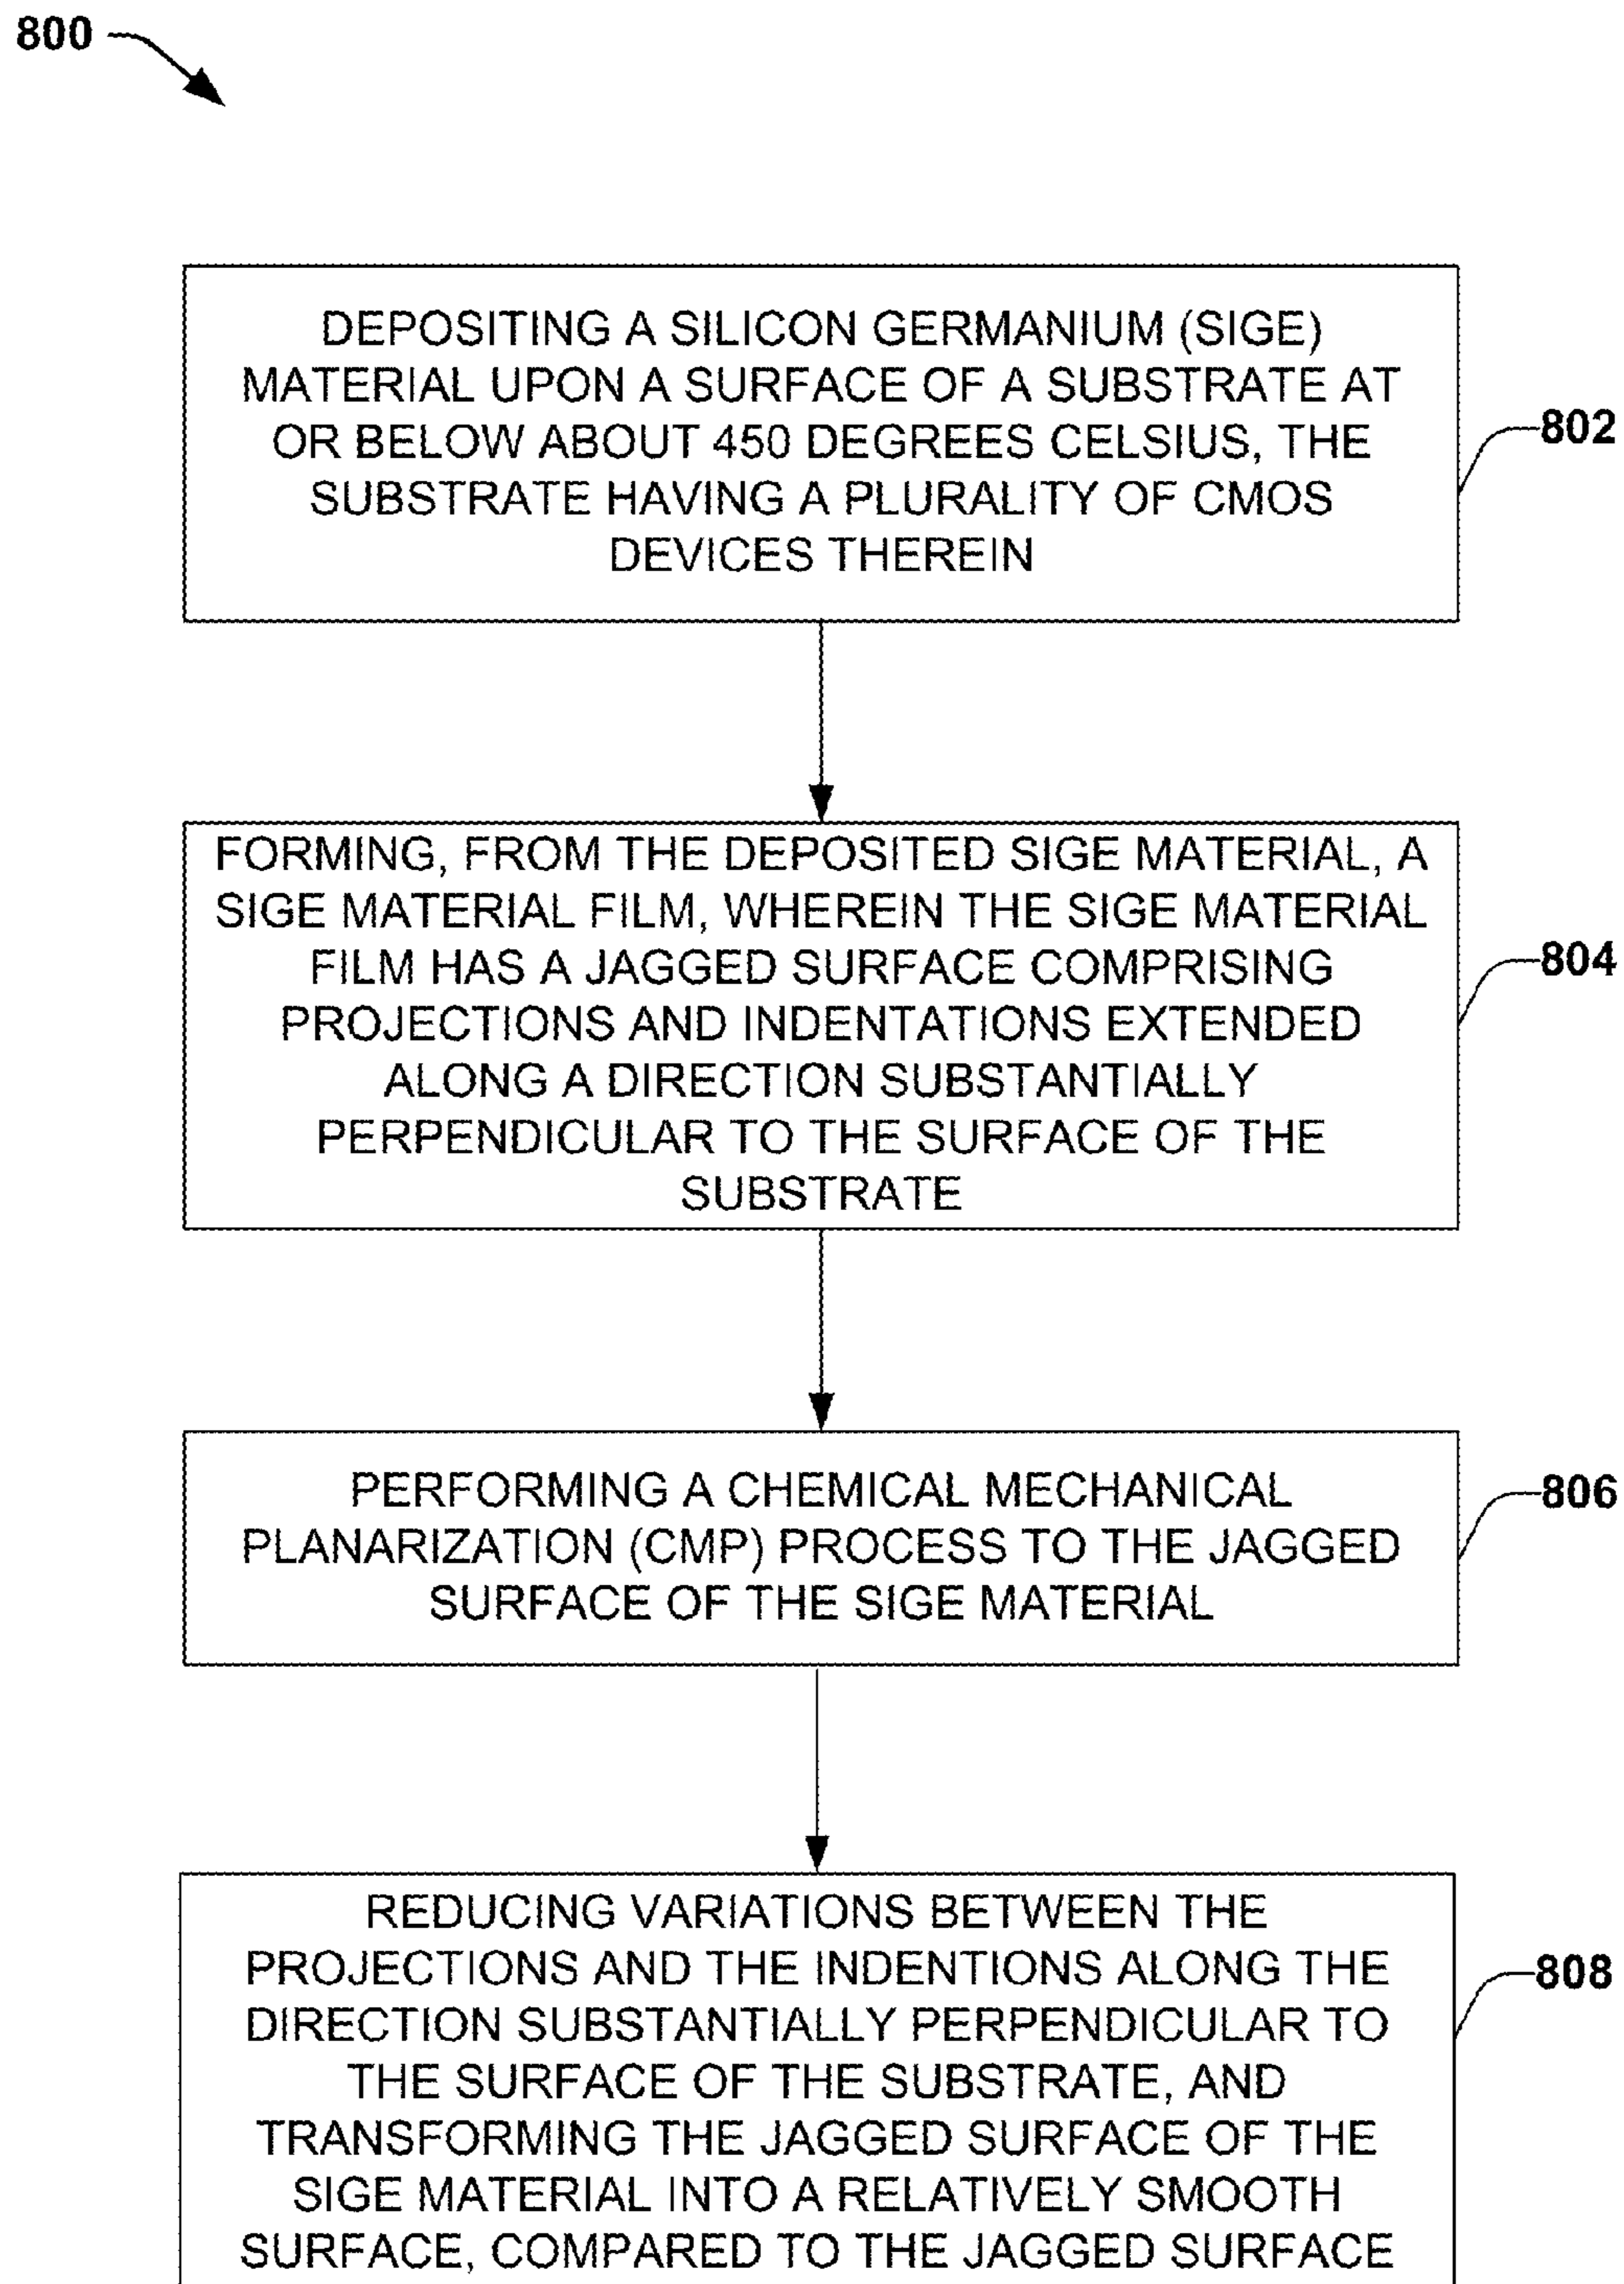 800
DEPOSITING A SILICON GERMANIUM (SIGE)
MATERIAL UPON A SURFACE OF A SUBSTRATE AT
OR BELOW ABOUT 450 DEGREES CELSIUS, THE
SUBSTRATE HAVING A PLURALITY OF CMOS
DEVICES THEREIN
802
FORMING, FROM THE DEPOSITED SIGE MATERIAL, A
SIGE MATERIAL FILM, WHEREIN THE SIGE MATERIAL
FILM HAS A JAGGED SURFACE COMPRISING
PROJECTIONS AND INDENTATIONS EXTENDED
ALONG A DIRECTION SUBSTANTIALLY
PERPENDICULAR TO THE SURFACE OF THE
SUBSTRATE
804
PERFORMING A CHEMICAL MECHANICAL
PLANARIZATION (CMP) PROCESS TO THE JAGGED
SURFACE OF THE SIGE MATERIAL
806
REDUCING VARIATIONS BETWEEN THE
PROJECTIONS AND THE INDENTIONS ALONG THE
DIRECTION SUBSTANTIALLY PERPENDICULAR TO
THE SURFACE OF THE SUBSTRATE, AND
TRANSFORMING THE JAGGED SURFACE OF THE
SIGE MATERIAL INTO A RELATIVELY SMOOTH
SURFACE, COMPARED TO THE JAGGED SURFACE
808